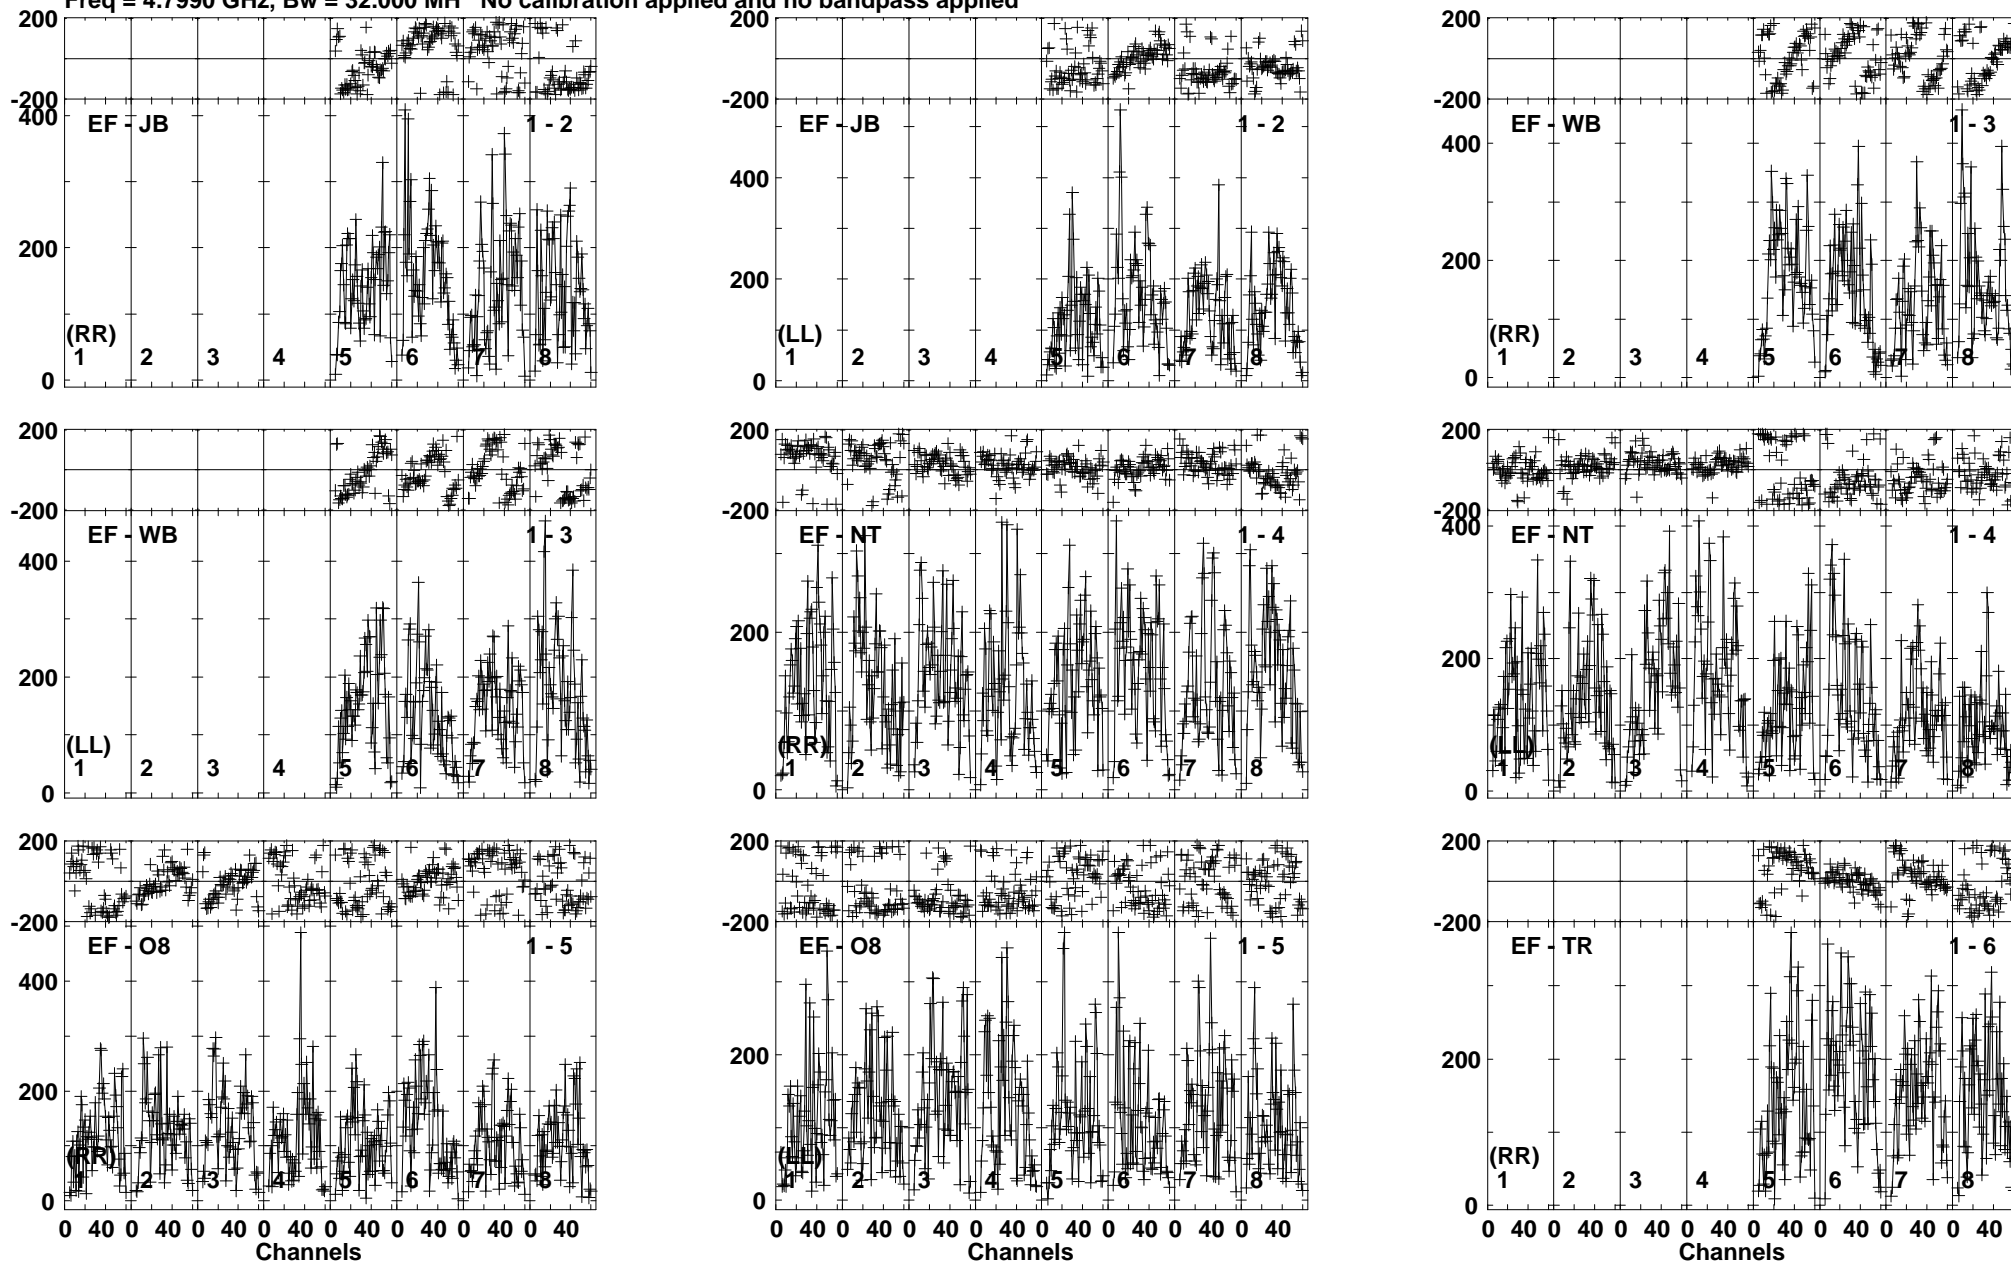 Freq = 4.7990 GHz, Bw = 32.000 MH No calibration applied and no bandpass applied
200 200 200
-200 -200 -200
400 EF - JB 1 - 2 EF - JB 1 - 2 EF - WB 1 - 3
400 400
200 200 200
(RR) (LL) (RR)
1 2 3 4 5 6 7 8 1 2 3 4 5 6 7 8 1 2 3 4 5 6 7 8
0 0 0
200 200 200
-200 -200 -200
EF - WB 1 - 3 EF - NT 1 - 4 400 EF - NT 1 - 4
400
200 200 200
(LL) (RR) (LL)
1 2 3 4 5 6 7 8 1 2 3 4 5 6 7 8 1 2 3 4 5 6 7 8
0 0 0
200 200 200
-200 -200 -200
EF - O8 1 - 5 EF - O8 1 - 5 EF - TR 1 - 6
400
200 200 200
(RR) (LL) (RR)
1 2 3 4 5 6 7 8 1 2 3 4 5 6 7 8 1 2 3 4 5 6 7 8
0 0 0
0 40 0 40 0 40 0 40 0 40 0 40 0 40 0 40 0 40 0 40 0 40 0 40 0 40 0 40 0 40 0 40 0 40 0 40 0 40 0 40 0 40 0 40 0 40 0 40
Channels Channels Channels